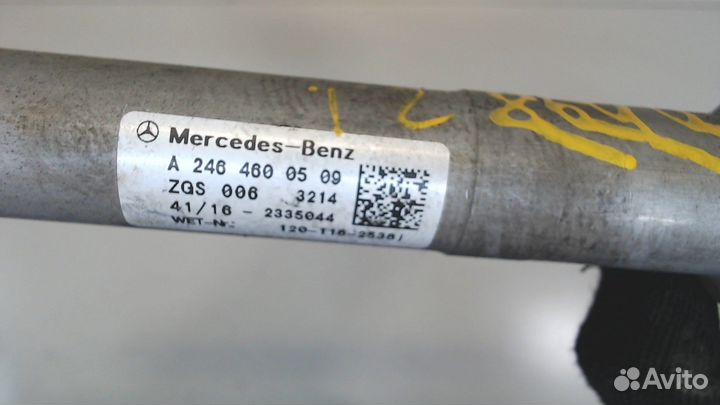 Mercedes-Benz
A 246 460 05 09
ZGS 006 3214
41/16 - 2335044
WET-Nr.: 120-T16-2538/
Avito